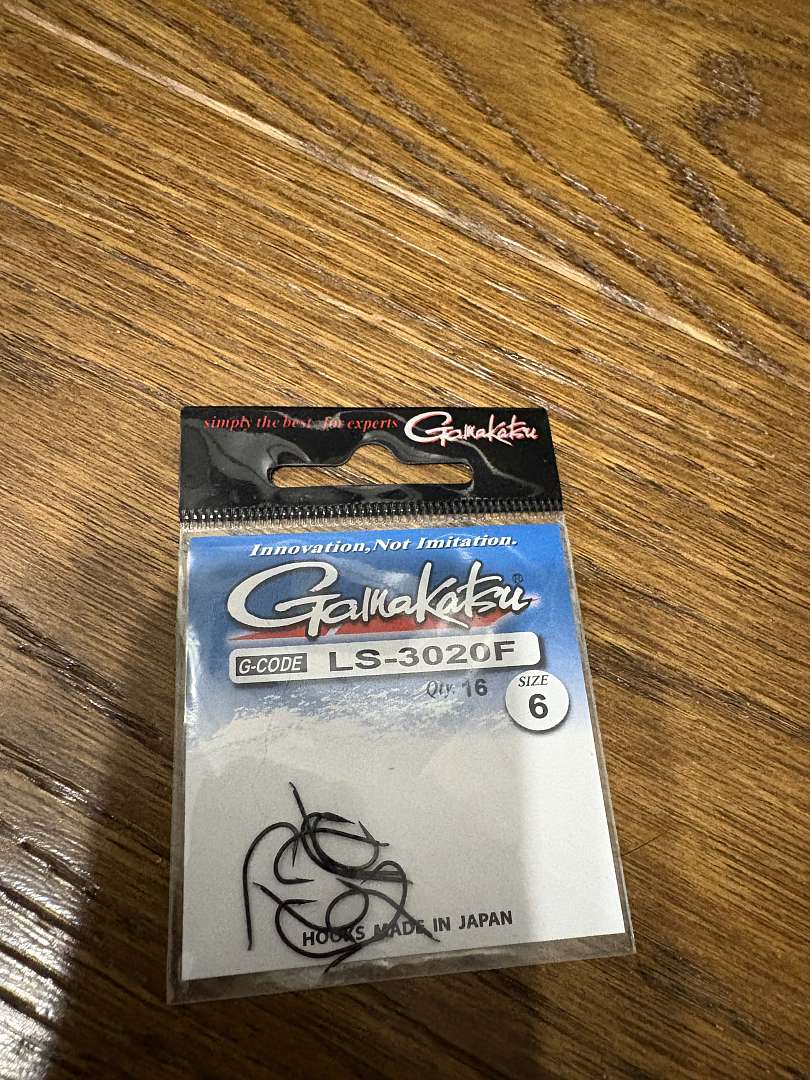 simply the best...for experts Gamakatsu
Innovation, Not Imitation.
Gamakatsu®
G-CODE LS-3020F
Qty. 16
SIZE
6
HOOKS MADE IN JAPAN